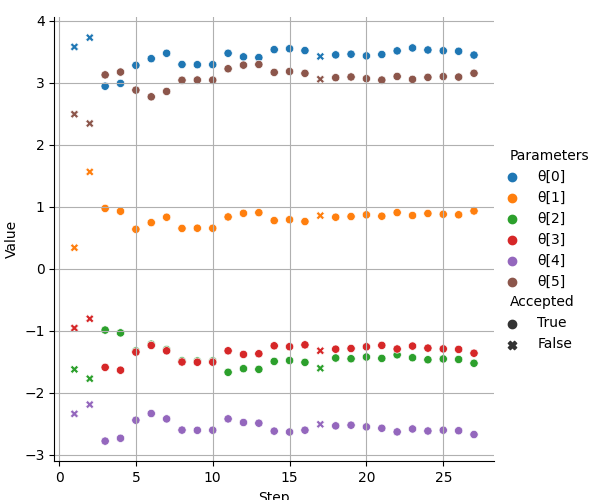 4
3
2
1
0
−1
−2
−3
Value
0
5
10
15
20
25
Step
Parameters
θ[0]
θ[1]
θ[2]
θ[3]
θ[4]
θ[5]
Accepted
True
False